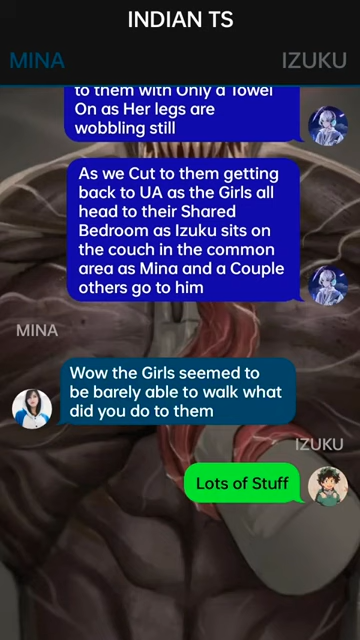 INDIAN TS
MINA
IZUKU
to them with Only a Towel
On as Her legs are
wobbling still
As we Cut to them getting
back to UA as the Girls all
head to their Shared
Bedroom as Izuku sits on
the couch in the common
area as Mina and a Couple
others go to him
MINA
Wow the Girls seemed to
be barely able to walk what
did you do to them
IZUKU
Lots of Stuff